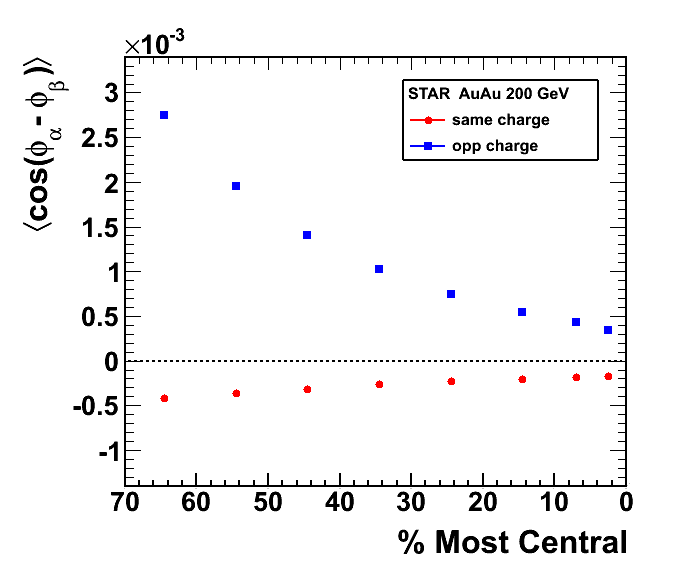 ×10⁻³
⟨cos(ϕα - ϕβ)⟩
3
2.5
2
1.5
1
0.5
0
-0.5
-1
STAR AuAu 200 GeV
same charge
opp charge
70 60 50 40 30 20 10 0
% Most Central